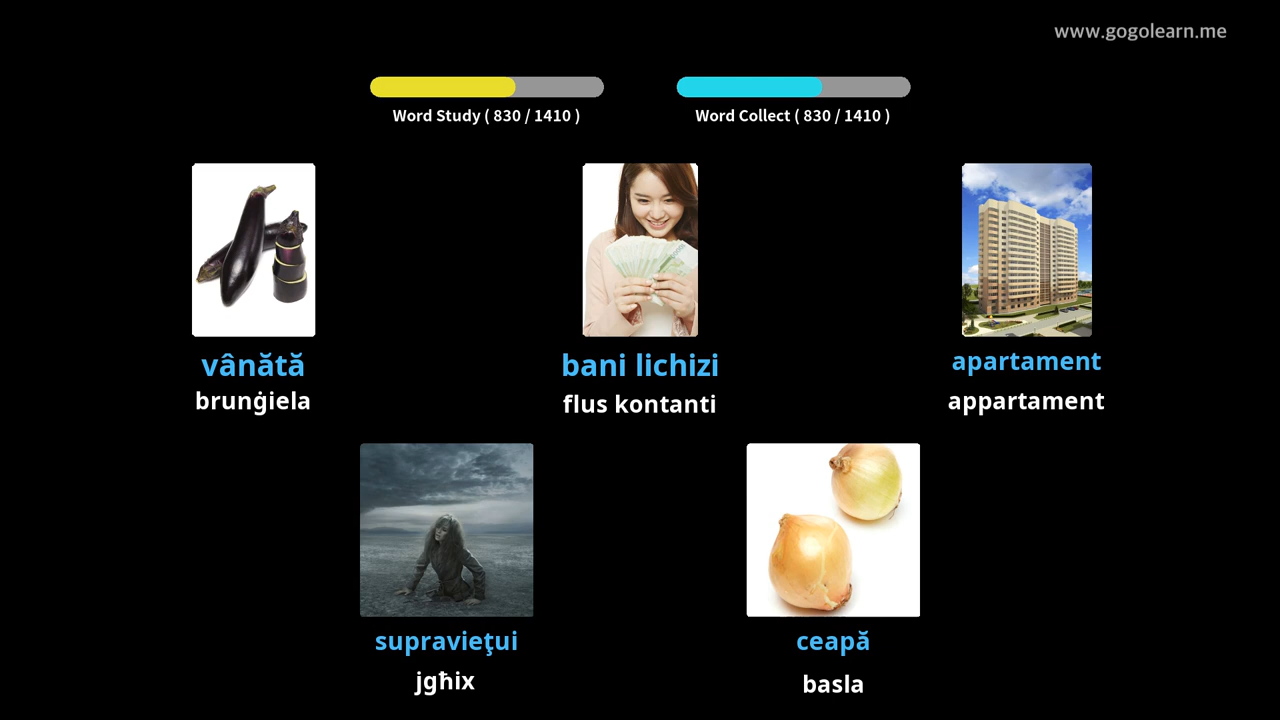 www.gogolearn.me
Word Study ( 830 / 1410 )
Word Collect ( 830 / 1410 )
vânătă
brunġiela
bani lichizi
flus kontanti
apartament
appartament
supravieţui
jgħix
ceapă
basla